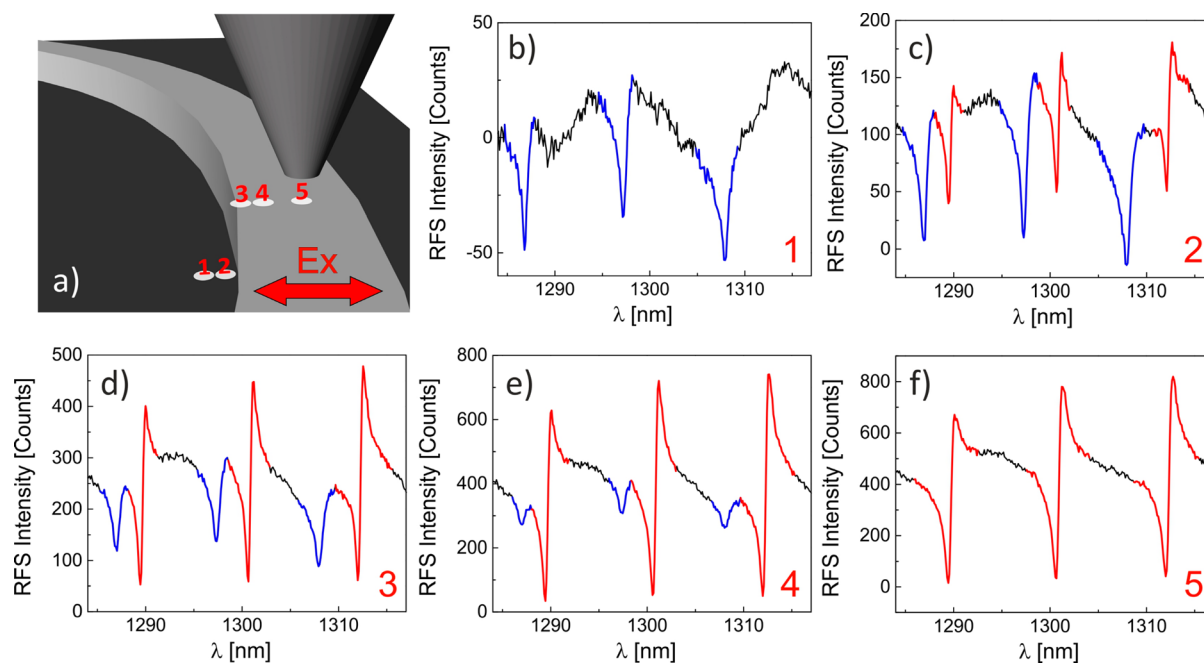 a)
1
2
3
4
5
Ex
b)
RFS Intensity [Counts]
50
25
0
-50
1290
1300
1310
λ [nm]
1
c)
RFS Intensity [Counts]
200
150
100
50
0
1290
1300
1310
λ [nm]
2
d)
RFS Intensity [Counts]
500
400
300
200
100
0
1290
1300
1310
λ [nm]
3
e)
RFS Intensity [Counts]
800
600
400
200
0
1290
1300
1310
λ [nm]
4
f)
RFS Intensity [Counts]
800
600
400
200
0
1290
1300
1310
λ [nm]
5